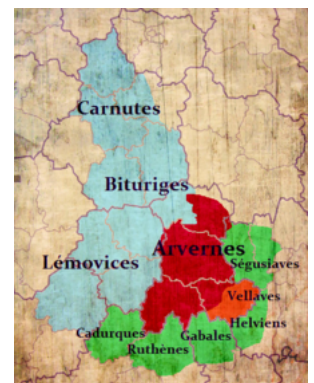 Carnutes
Bituriges
Arvernes
Lémovices
Ségusiaves
Vellaves
Helviens
Cadurques
Gabales
Ruthènes